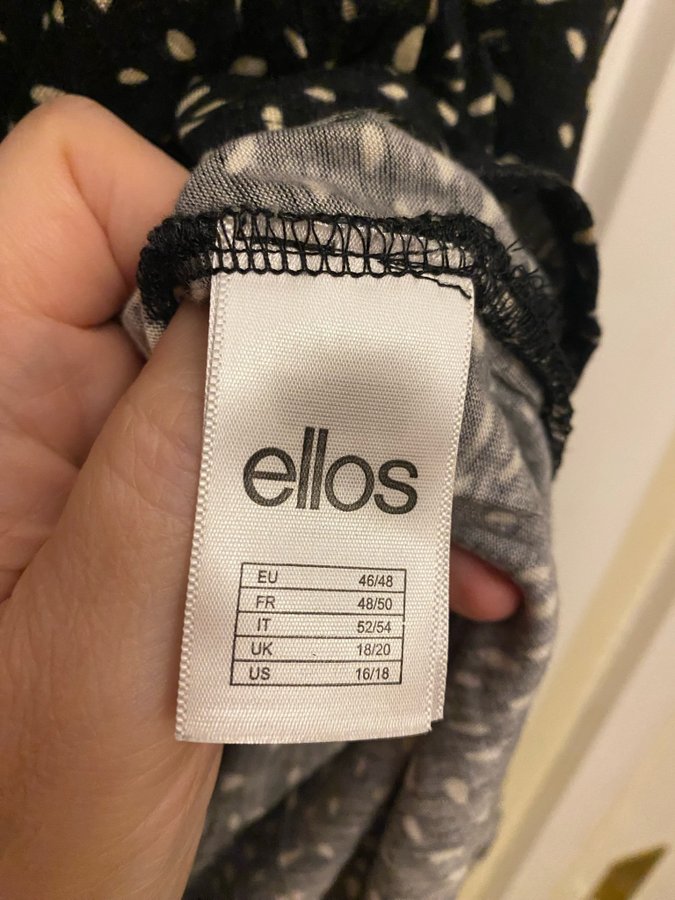 ellos
EU 46/48
FR 48/50
IT 52/54
UK 18/20
US 16/18